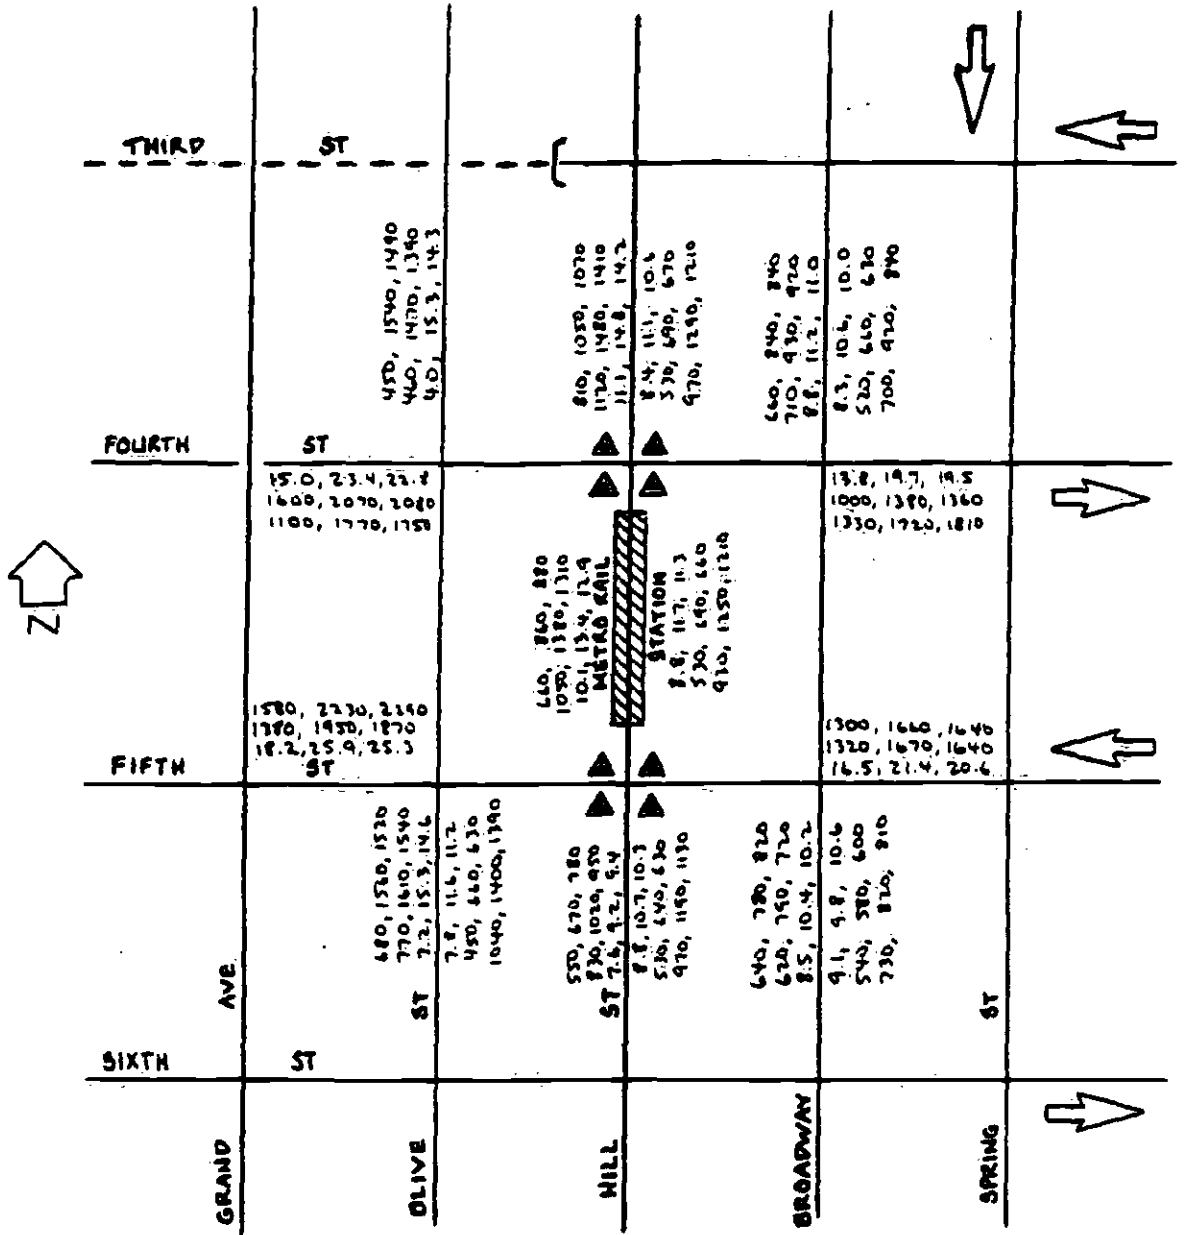 THIRD ST
450, 1540, 1490
460, 1470, 1390
4.0, 15.3, 14.3
810, 1050, 1070
1120, 1480, 1410
11.1, 14.8, 14.2
8.4, 11.1, 10.6
530, 690, 670
970, 1290, 1210
660, 840, 840
710, 930, 920
8.8, 11.2, 11.0
8.3, 10.6, 10.0
520, 660, 630
700, 920, 840
FOURTH ST
15.0, 23.4, 22.8
1600, 2070, 2080
1100, 1770, 1750
13.8, 19.7, 19.5
1000, 1380, 1360
1330, 1720, 1810
N
660, 860, 880
1050, 1380, 1310
10.1, 13.4, 12.9
METRO RAIL
STATION
8.8, 11.7, 11.3
530, 690, 660
930, 1250, 1210
1580, 2230, 2190
1380, 1950, 1870
18.2, 25.9, 25.3
1300, 1660, 1640
1320, 1670, 1640
16.5, 21.4, 20.6
FIFTH ST
680, 1560, 1520
770, 1610, 1540
7.2, 15.3, 14.6
7.8, 11.6, 11.2
450, 660, 630
1040, 1400, 1390
550, 670, 780
830, 1020, 950
7.6, 9.2, 9.4
8.8, 10.7, 10.3
530, 640, 630
970, 1190, 1130
640, 780, 820
620, 790, 720
8.5, 10.4, 10.2
9.1, 9.8, 10.6
540, 580, 600
730, 820, 810
SIXTH ST
GRAND AVE
OLIVE ST
HILL ST
BROADWAY
SPRING ST